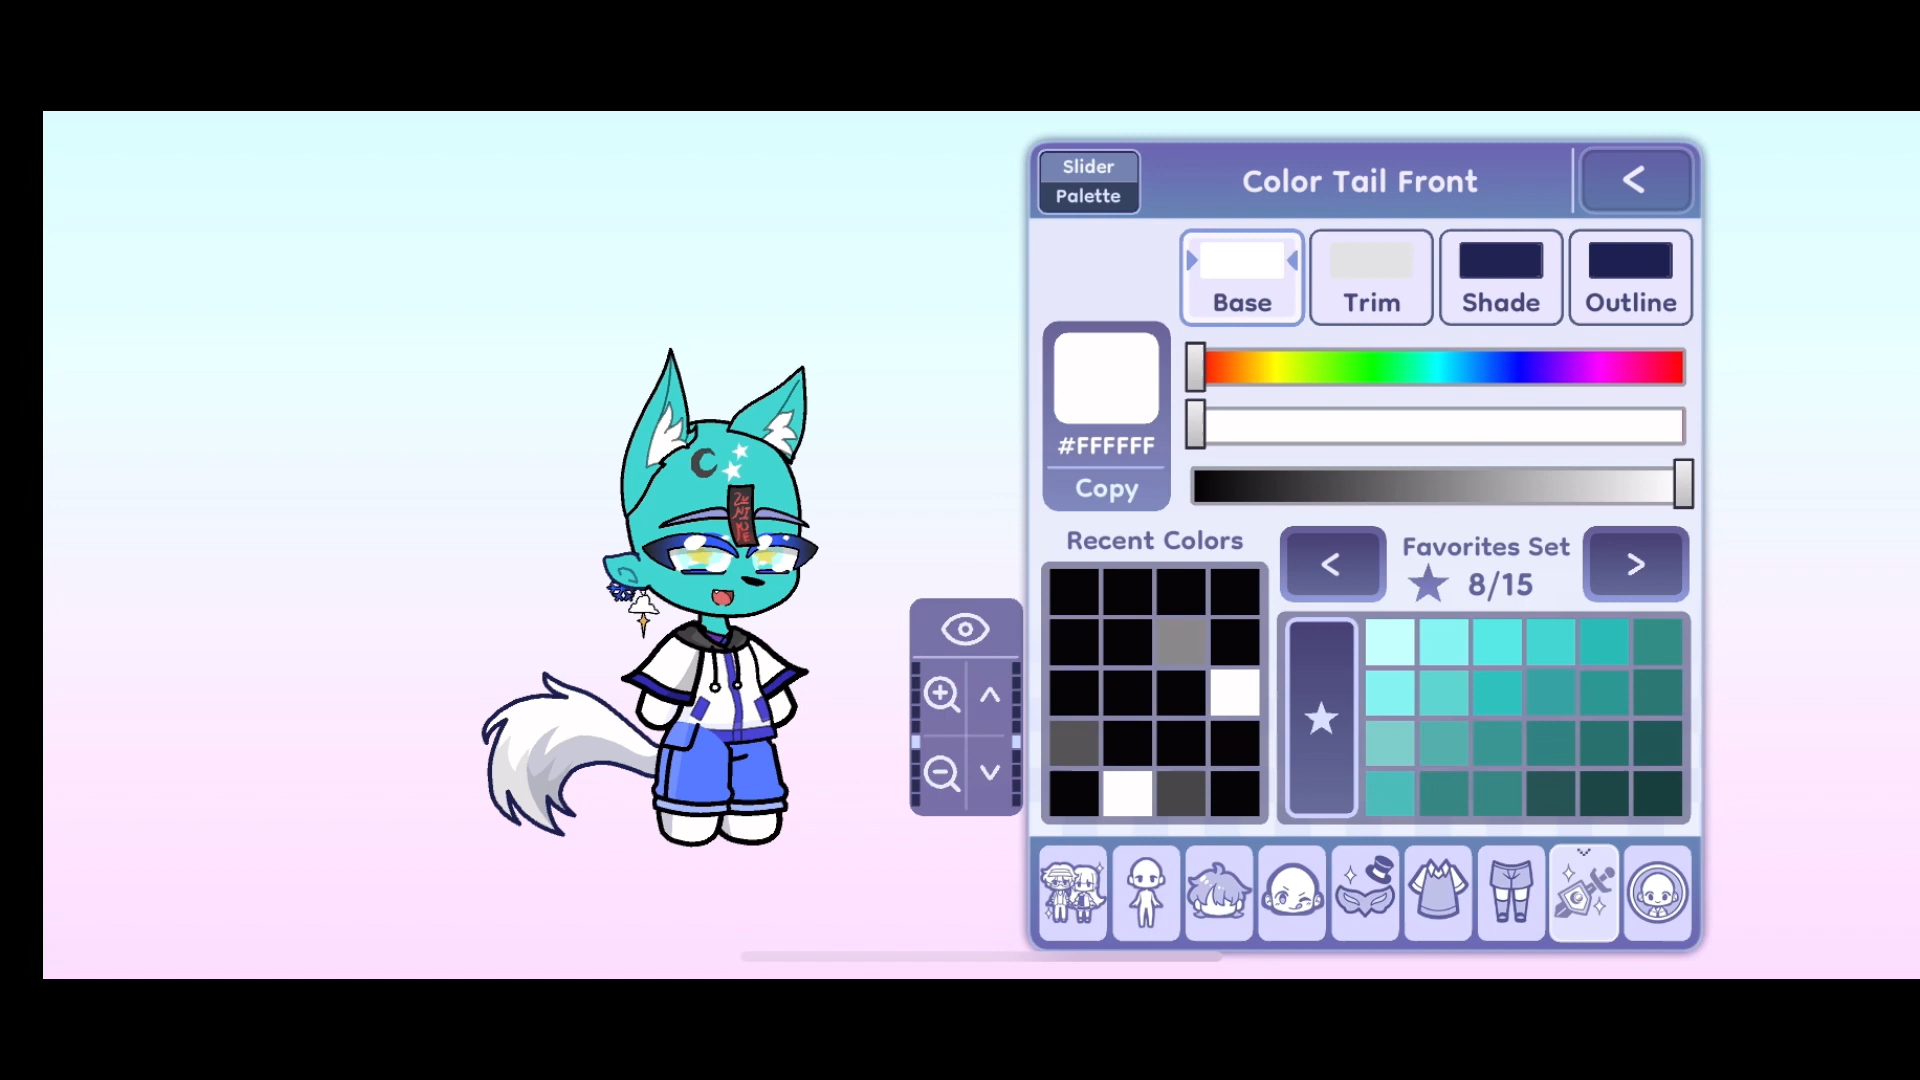 Slider
Palette
Color Tail Front
<
Base
Trim
Shade
Outline
#FFFFFF
Copy
Recent Colors
<
Favorites Set
8/15
>